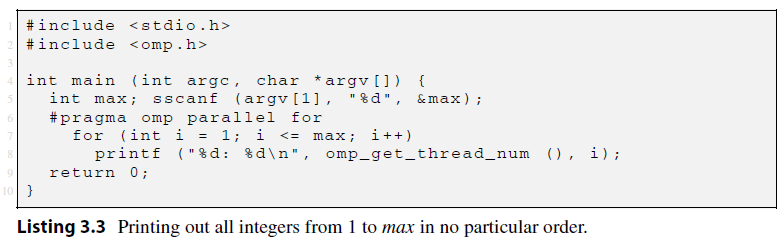 1 #include <stdio.h>
2 #include <omp.h>
3
4 int main (int argc, char *argv[]) {
5   int max; sscanf (argv[1], "%d", &max);
6   #pragma omp parallel for
7     for (int i = 1; i <= max; i++)
8       printf ("%d: %d\n", omp_get_thread_num (), i);
9   return 0;
10 }
Listing 3.3 Printing out all integers from 1 to max in no particular order.